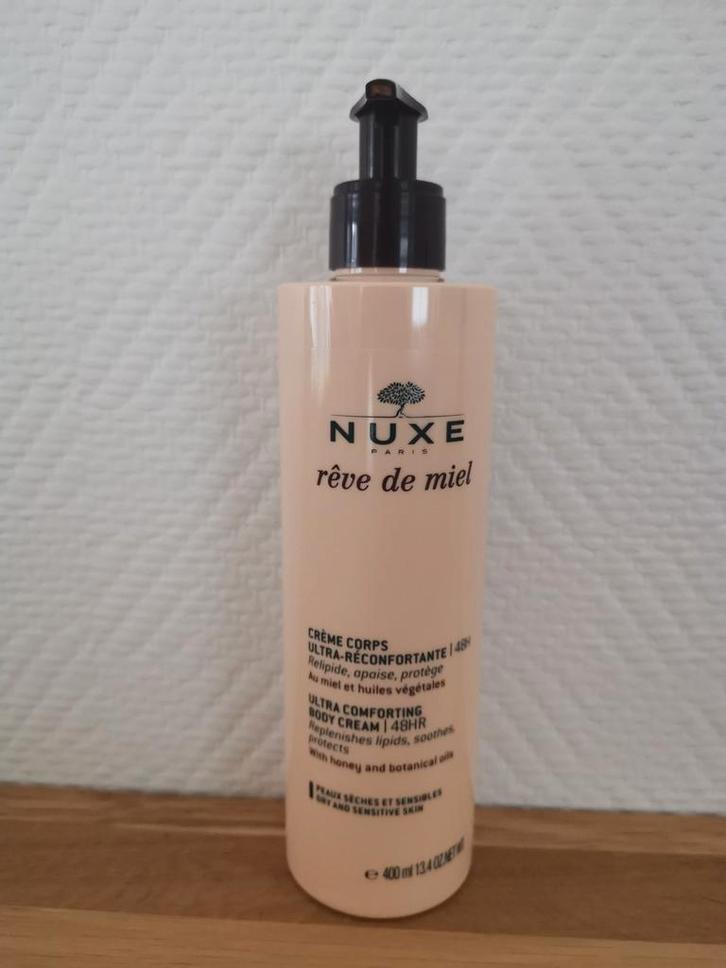 NUXE
PARIS
rêve de miel
CRÈME CORPS
ULTRA-RÉCONFORTANTE | 48H
Relipide, apaise, protège
Au miel et huiles végétales
ULTRA COMFORTING
BODY CREAM | 48HR
Replenishes lipids, soothes,
protects
With honey and botanical oils
PEAUX SÈCHES ET SENSIBLES
DRY AND SENSITIVE SKIN
℮ 400 ml 13.4 OZ.NET WT.